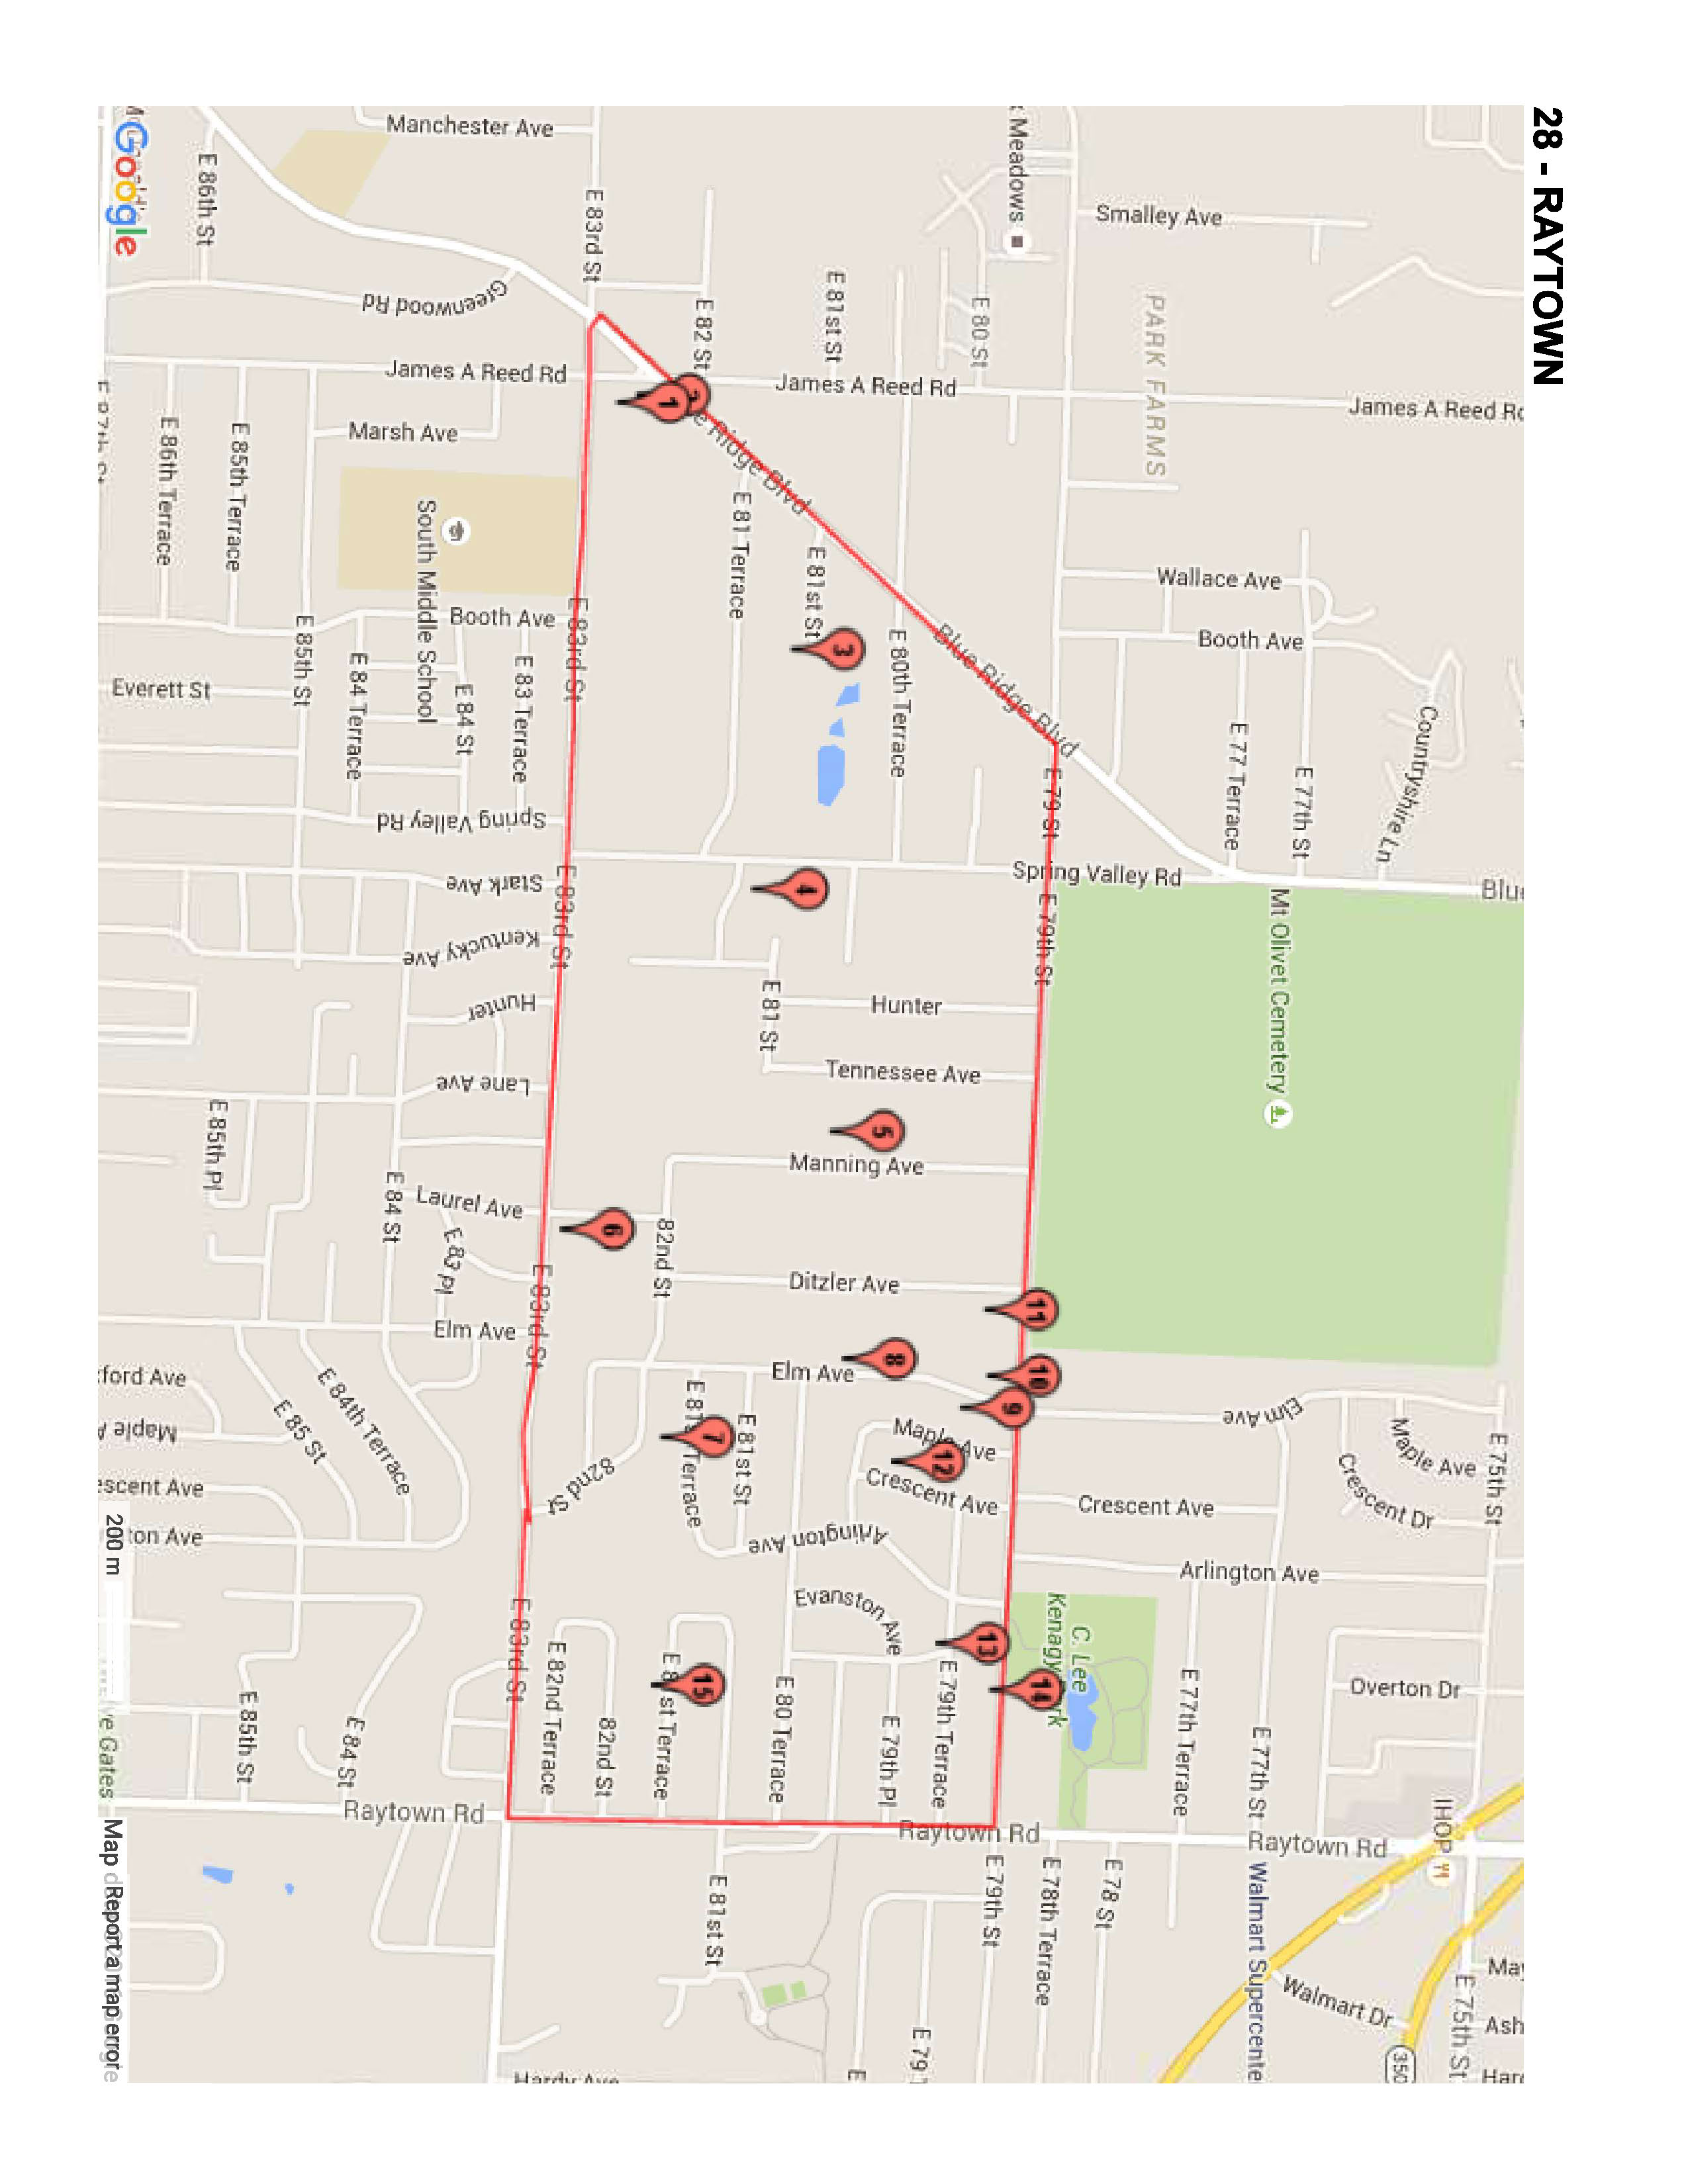 28 - RAYTOWN
Manchester Ave
E 86th St
E 83rd St
Greenwood Rd
E 82 St
E 81st St
E 80 St
Meadows
Smalley Ave
PARK FARMS
James A Reed Rd
James A Reed Rd
James A Reed Rd
Marsh Ave
E 86th Terrace
E 85th Terrace
South Middle School
E 81 Terrace
E 81st St
E 80th Terrace
Blue Ridge Blvd
e Ridge Blvd
Wallace Ave
Booth Ave
Booth Ave
E 77 Terrace
E 77th St
Countryshire Ln
E 85th St
E 84 Terrace
E 84 St
E 83 Terrace
E 83rd St
Everett St
Spring Valley Rd
Spring Valley Rd
E 79 St
E 79th St
Blu
Stark Ave
E 83rd St
Kentucky Ave
Hunter
Hunter
E 81 St
Tennessee Ave
Mt Olivet Cemetery
Lane Ave
E 85th Pl
E 84 St
Laurel Ave
E 83 Pl
Manning Ave
82nd St
Ditzler Ave
E 83rd St
Elm Ave
Elm Ave
Elm Ave
ford Ave
E 84th Terrace
E 85 St
Maple A
escent Ave
ton Ave
82nd St
E 81 Terrace
E 81st St
Maple Ave
Crescent Ave
Crescent Ave
Maple Ave
Crescent Dr
E 75th St
Arlington Ave
Arlington Ave
Evanston Ave
C. Lee
Kenagy Park
Overton Dr
E 83rd St
E 82nd Terrace
82nd St
E 8 st Terrace
E 80 Terrace
E 79th Pl
E 79th Terrace
E 77th Terrace
E 77th St
E 85th St
E 84 St
Raytown Rd
Raytown Rd
Raytown Rd
IHOP
E 81st St
E 79th St
E 78th Terrace
E 78 St
Walmart Supercente
Walmart Dr
E 75th St
350
Ash
E 79
Hardy Ave
1
2
3
4
5
6
7
8
9
10
11
12
13
14
15
Google
200 m
e Gates
Map
Report a map error